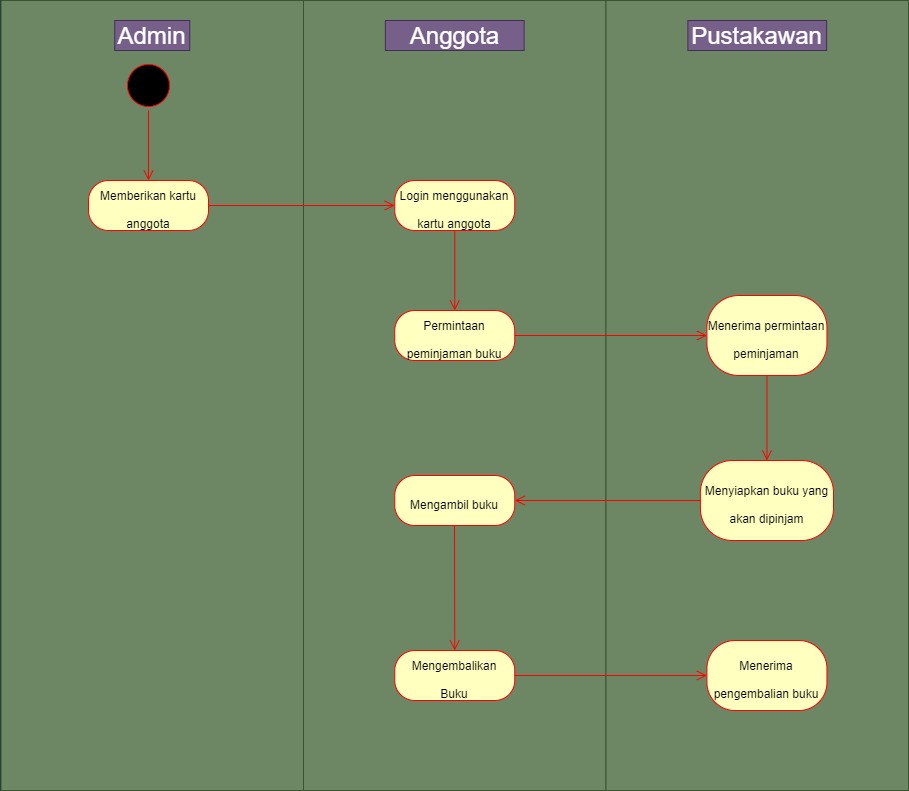 Admin
Anggota
Pustakawan
Memberikan kartu
anggota
Login menggunakan
kartu anggota
Permintaan
peminjaman buku
Menerima permintaan
peminjaman
Menyiapkan buku yang
akan dipinjam
Mengambil buku
Mengembalikan
Buku
Menerima
pengembalian buku